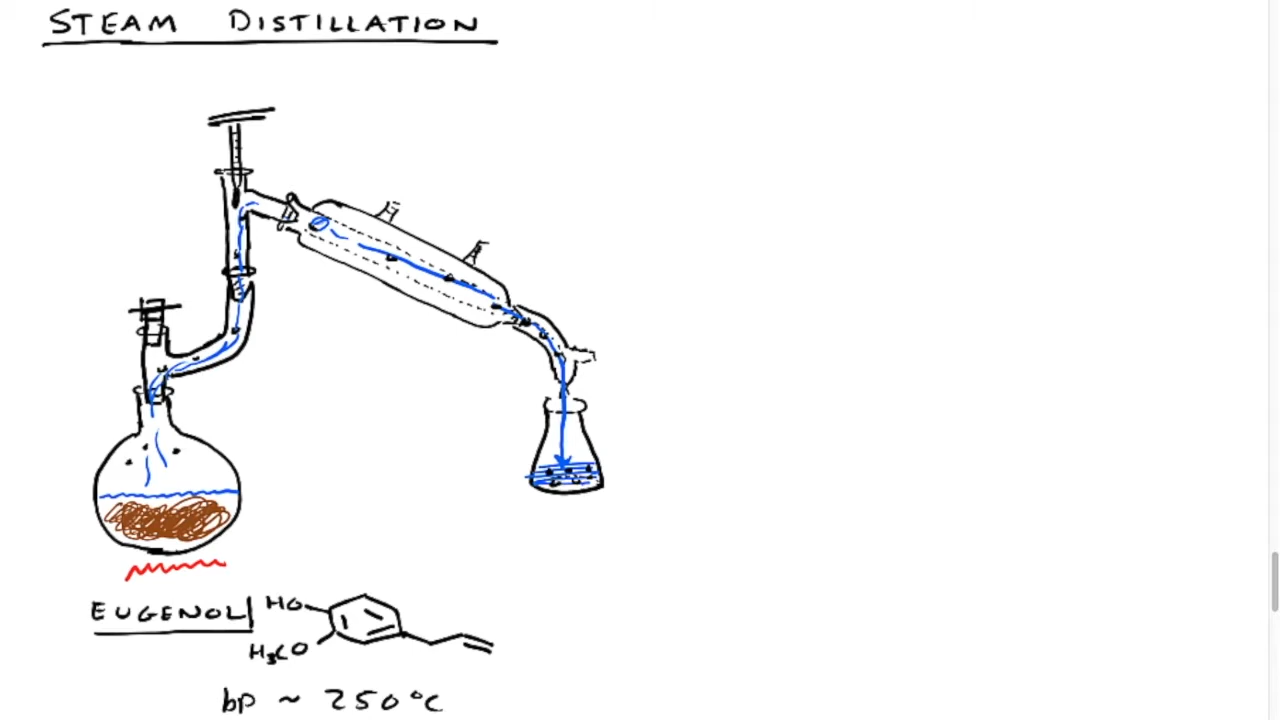 STEAM DISTILLATION
EUGENOL
HO
H₃CO
bp ~ 250°C